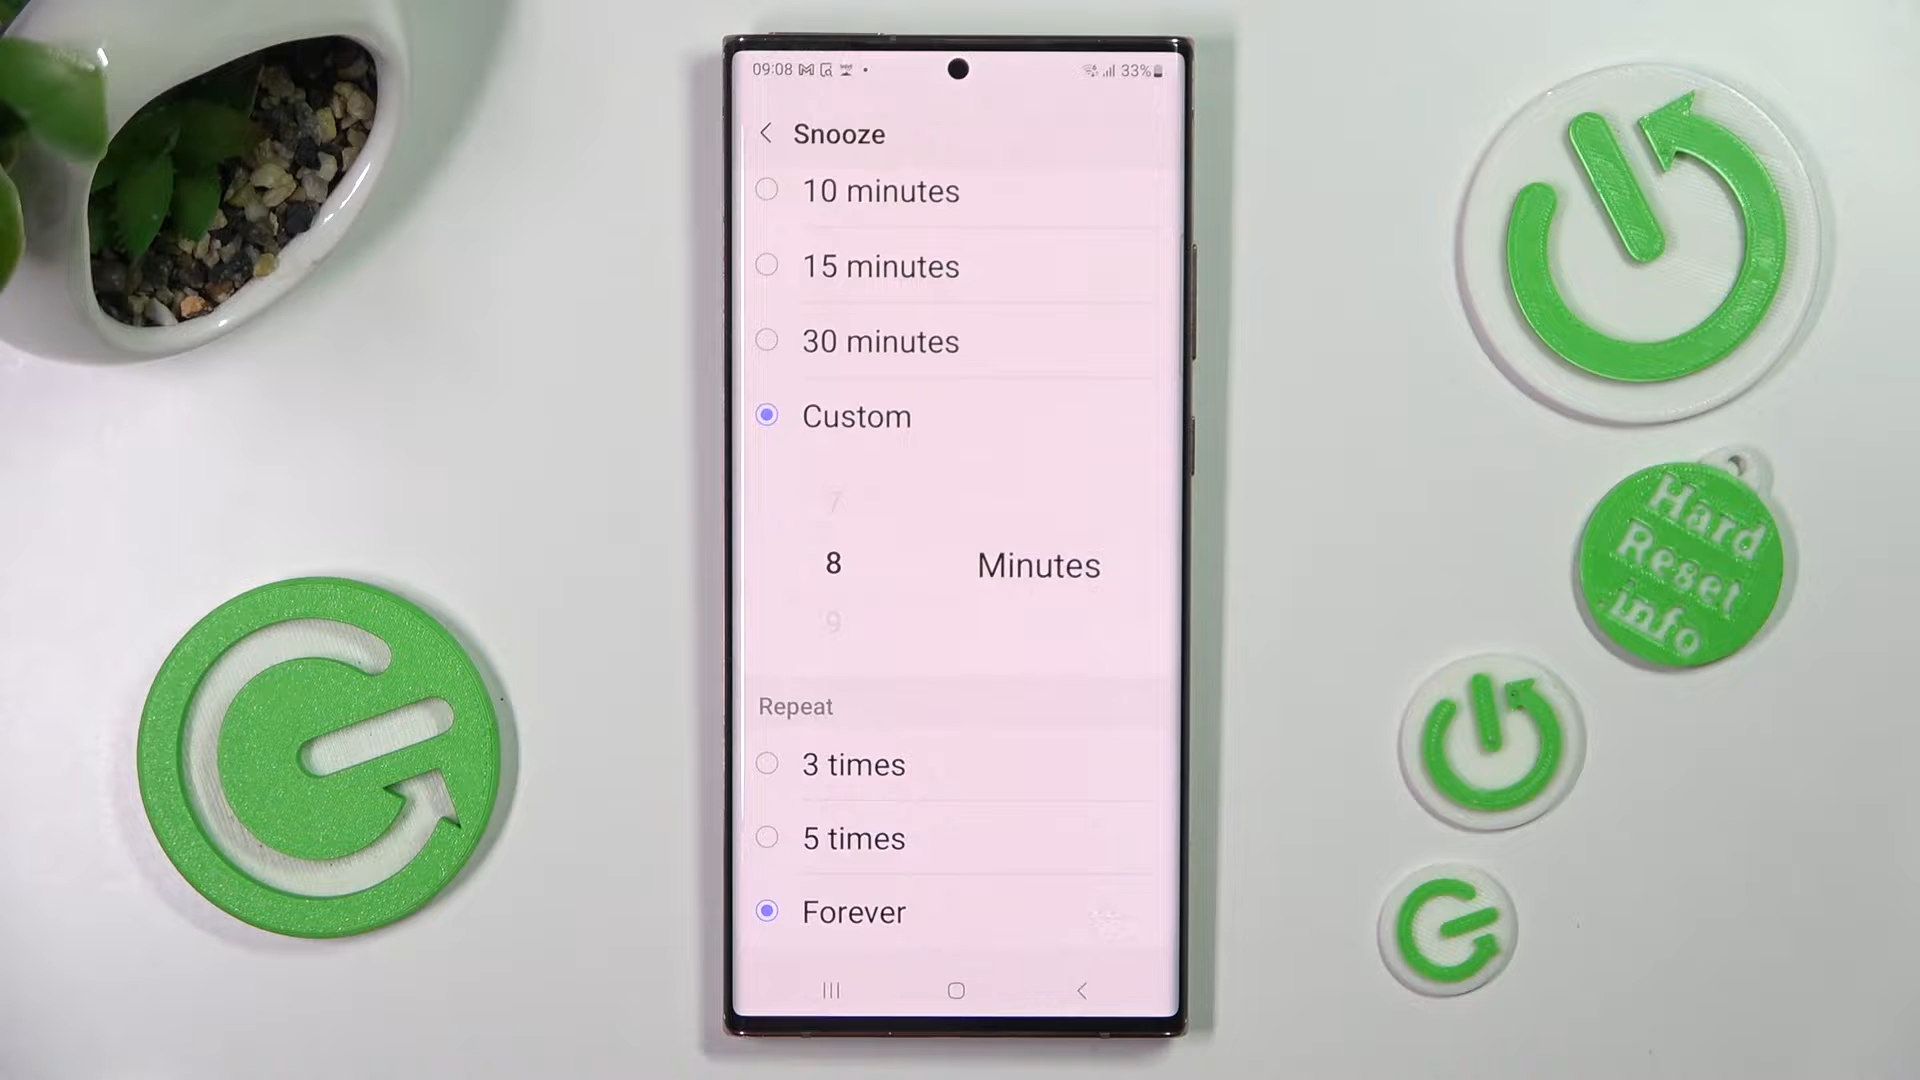 09:08 33%
Snooze
10 minutes
15 minutes
30 minutes
Custom
7
8 Minutes
9
Repeat
3 times
5 times
Forever
Hard
Reset
info